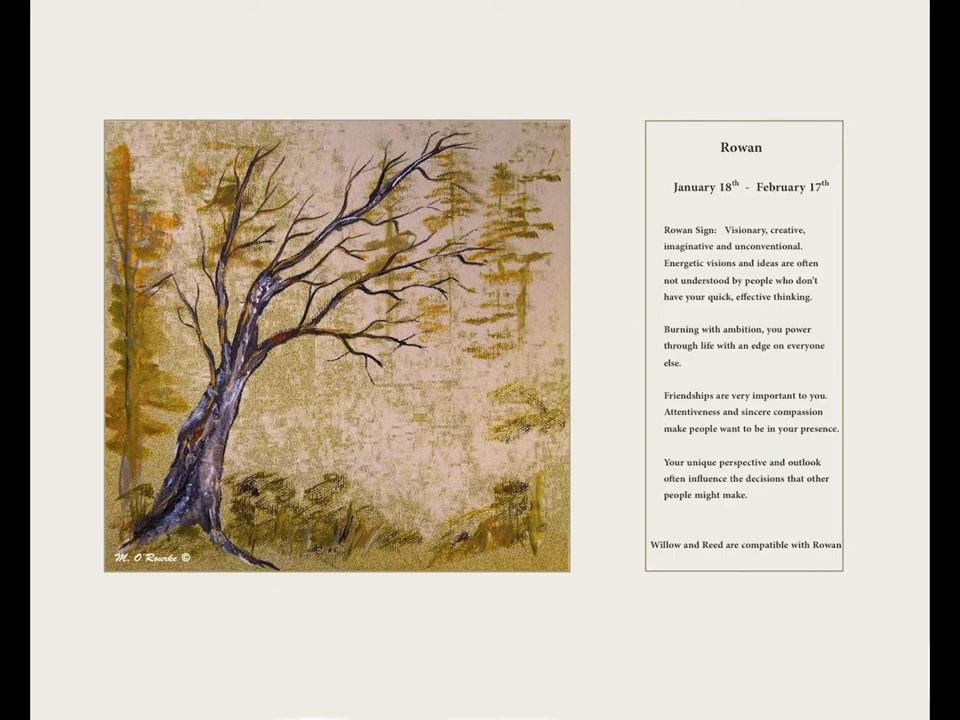 Rowan
January 18th - February 17th
Rowan Sign: Visionary, creative,
imaginative and unconventional.
Energetic visions and ideas are often
not understood by people who don't
have your quick, effective thinking.
Burning with ambition, you power
through life with an edge on everyone
else.
Friendships are very important to you.
Attentiveness and sincere compassion
make people want to be in your presence.
Your unique perspective and outlook
often influence the decisions that other
people might make.
Willow and Reed are compatible with Rowan
M. O'Rourke ©